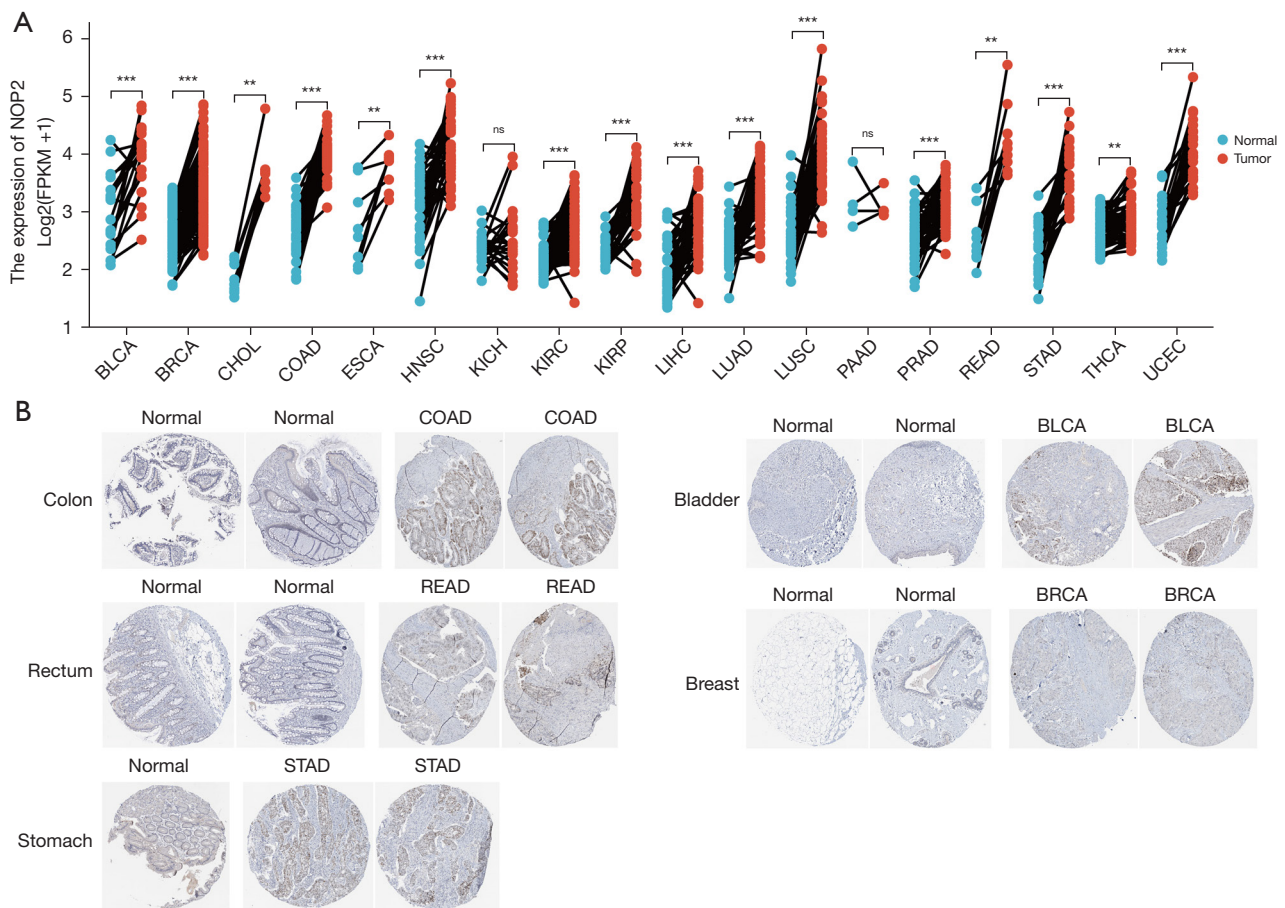 A
The expression of NOP2
Log2(FPKM +1)
6
5
4
3
2
1
***
***
**
***
**
***
ns
***
***
***
***
***
ns
***
**
***
**
***
Normal
Tumor
BLCA
BRCA
CHOL
COAD
ESCA
HNSC
KICH
KIRC
KIRP
LIHC
LUAD
LUSC
PAAD
PRAD
READ
STAD
THCA
UCEC
B
Normal Normal COAD COAD
Colon
Normal Normal READ READ
Rectum
Normal STAD STAD
Stomach
Normal Normal BLCA BLCA
Bladder
Normal Normal BRCA BRCA
Breast